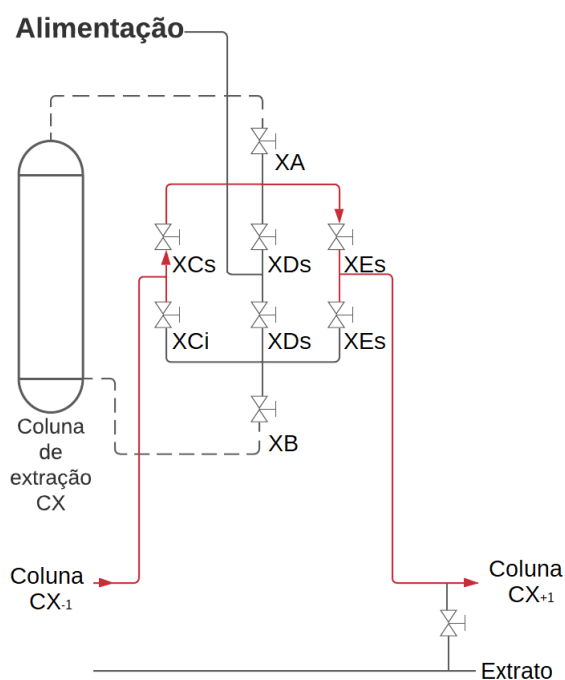 Alimentação
XA
XCs
XDs
XEs
XCi
XDs
XEs
XB
Coluna
de
extração
CX
Coluna
CX-1
Coluna
CX+1
Extrato